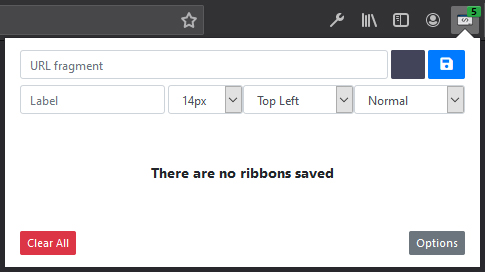 5
URL fragment
Label
14px
Top Left
Normal
There are no ribbons saved
Clear All
Options